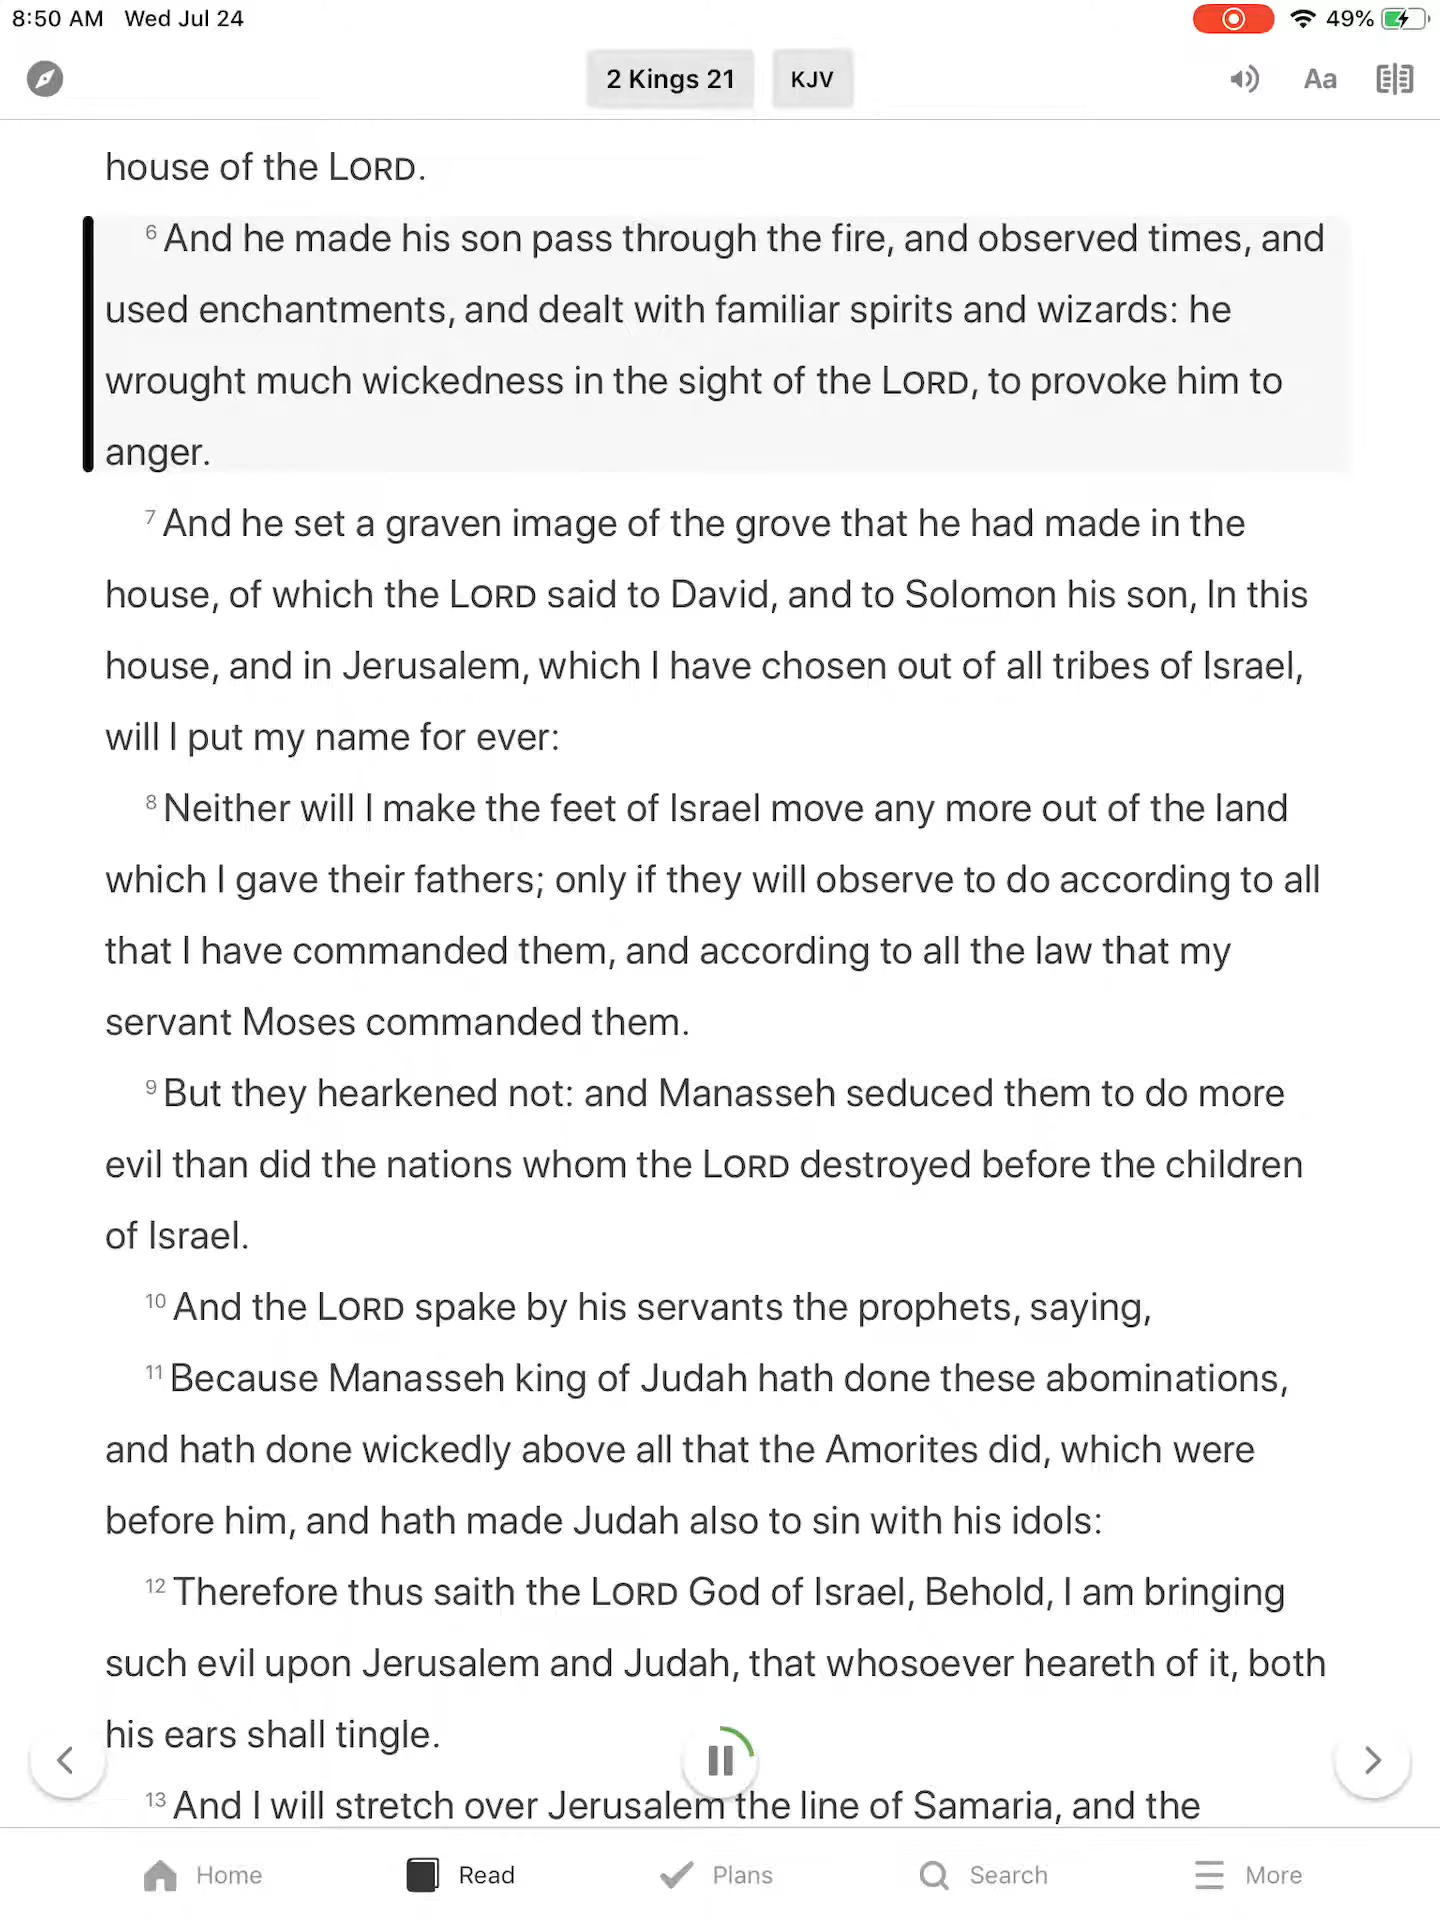 8:50 AM Wed Jul 24 49%
2 Kings 21 KJV Aa
house of the LORD.
6 And he made his son pass through the fire, and observed times, and
used enchantments, and dealt with familiar spirits and wizards: he
wrought much wickedness in the sight of the LORD, to provoke him to
anger.
7 And he set a graven image of the grove that he had made in the
house, of which the LORD said to David, and to Solomon his son, In this
house, and in Jerusalem, which I have chosen out of all tribes of Israel,
will I put my name for ever:
8 Neither will I make the feet of Israel move any more out of the land
which I gave their fathers; only if they will observe to do according to all
that I have commanded them, and according to all the law that my
servant Moses commanded them.
9 But they hearkened not: and Manasseh seduced them to do more
evil than did the nations whom the LORD destroyed before the children
of Israel.
10 And the LORD spake by his servants the prophets, saying,
11 Because Manasseh king of Judah hath done these abominations,
and hath done wickedly above all that the Amorites did, which were
before him, and hath made Judah also to sin with his idols:
12 Therefore thus saith the LORD God of Israel, Behold, I am bringing
such evil upon Jerusalem and Judah, that whosoever heareth of it, both
his ears shall tingle.
13 And I will stretch over Jerusalem the line of Samaria, and the
Home Read Plans Search More